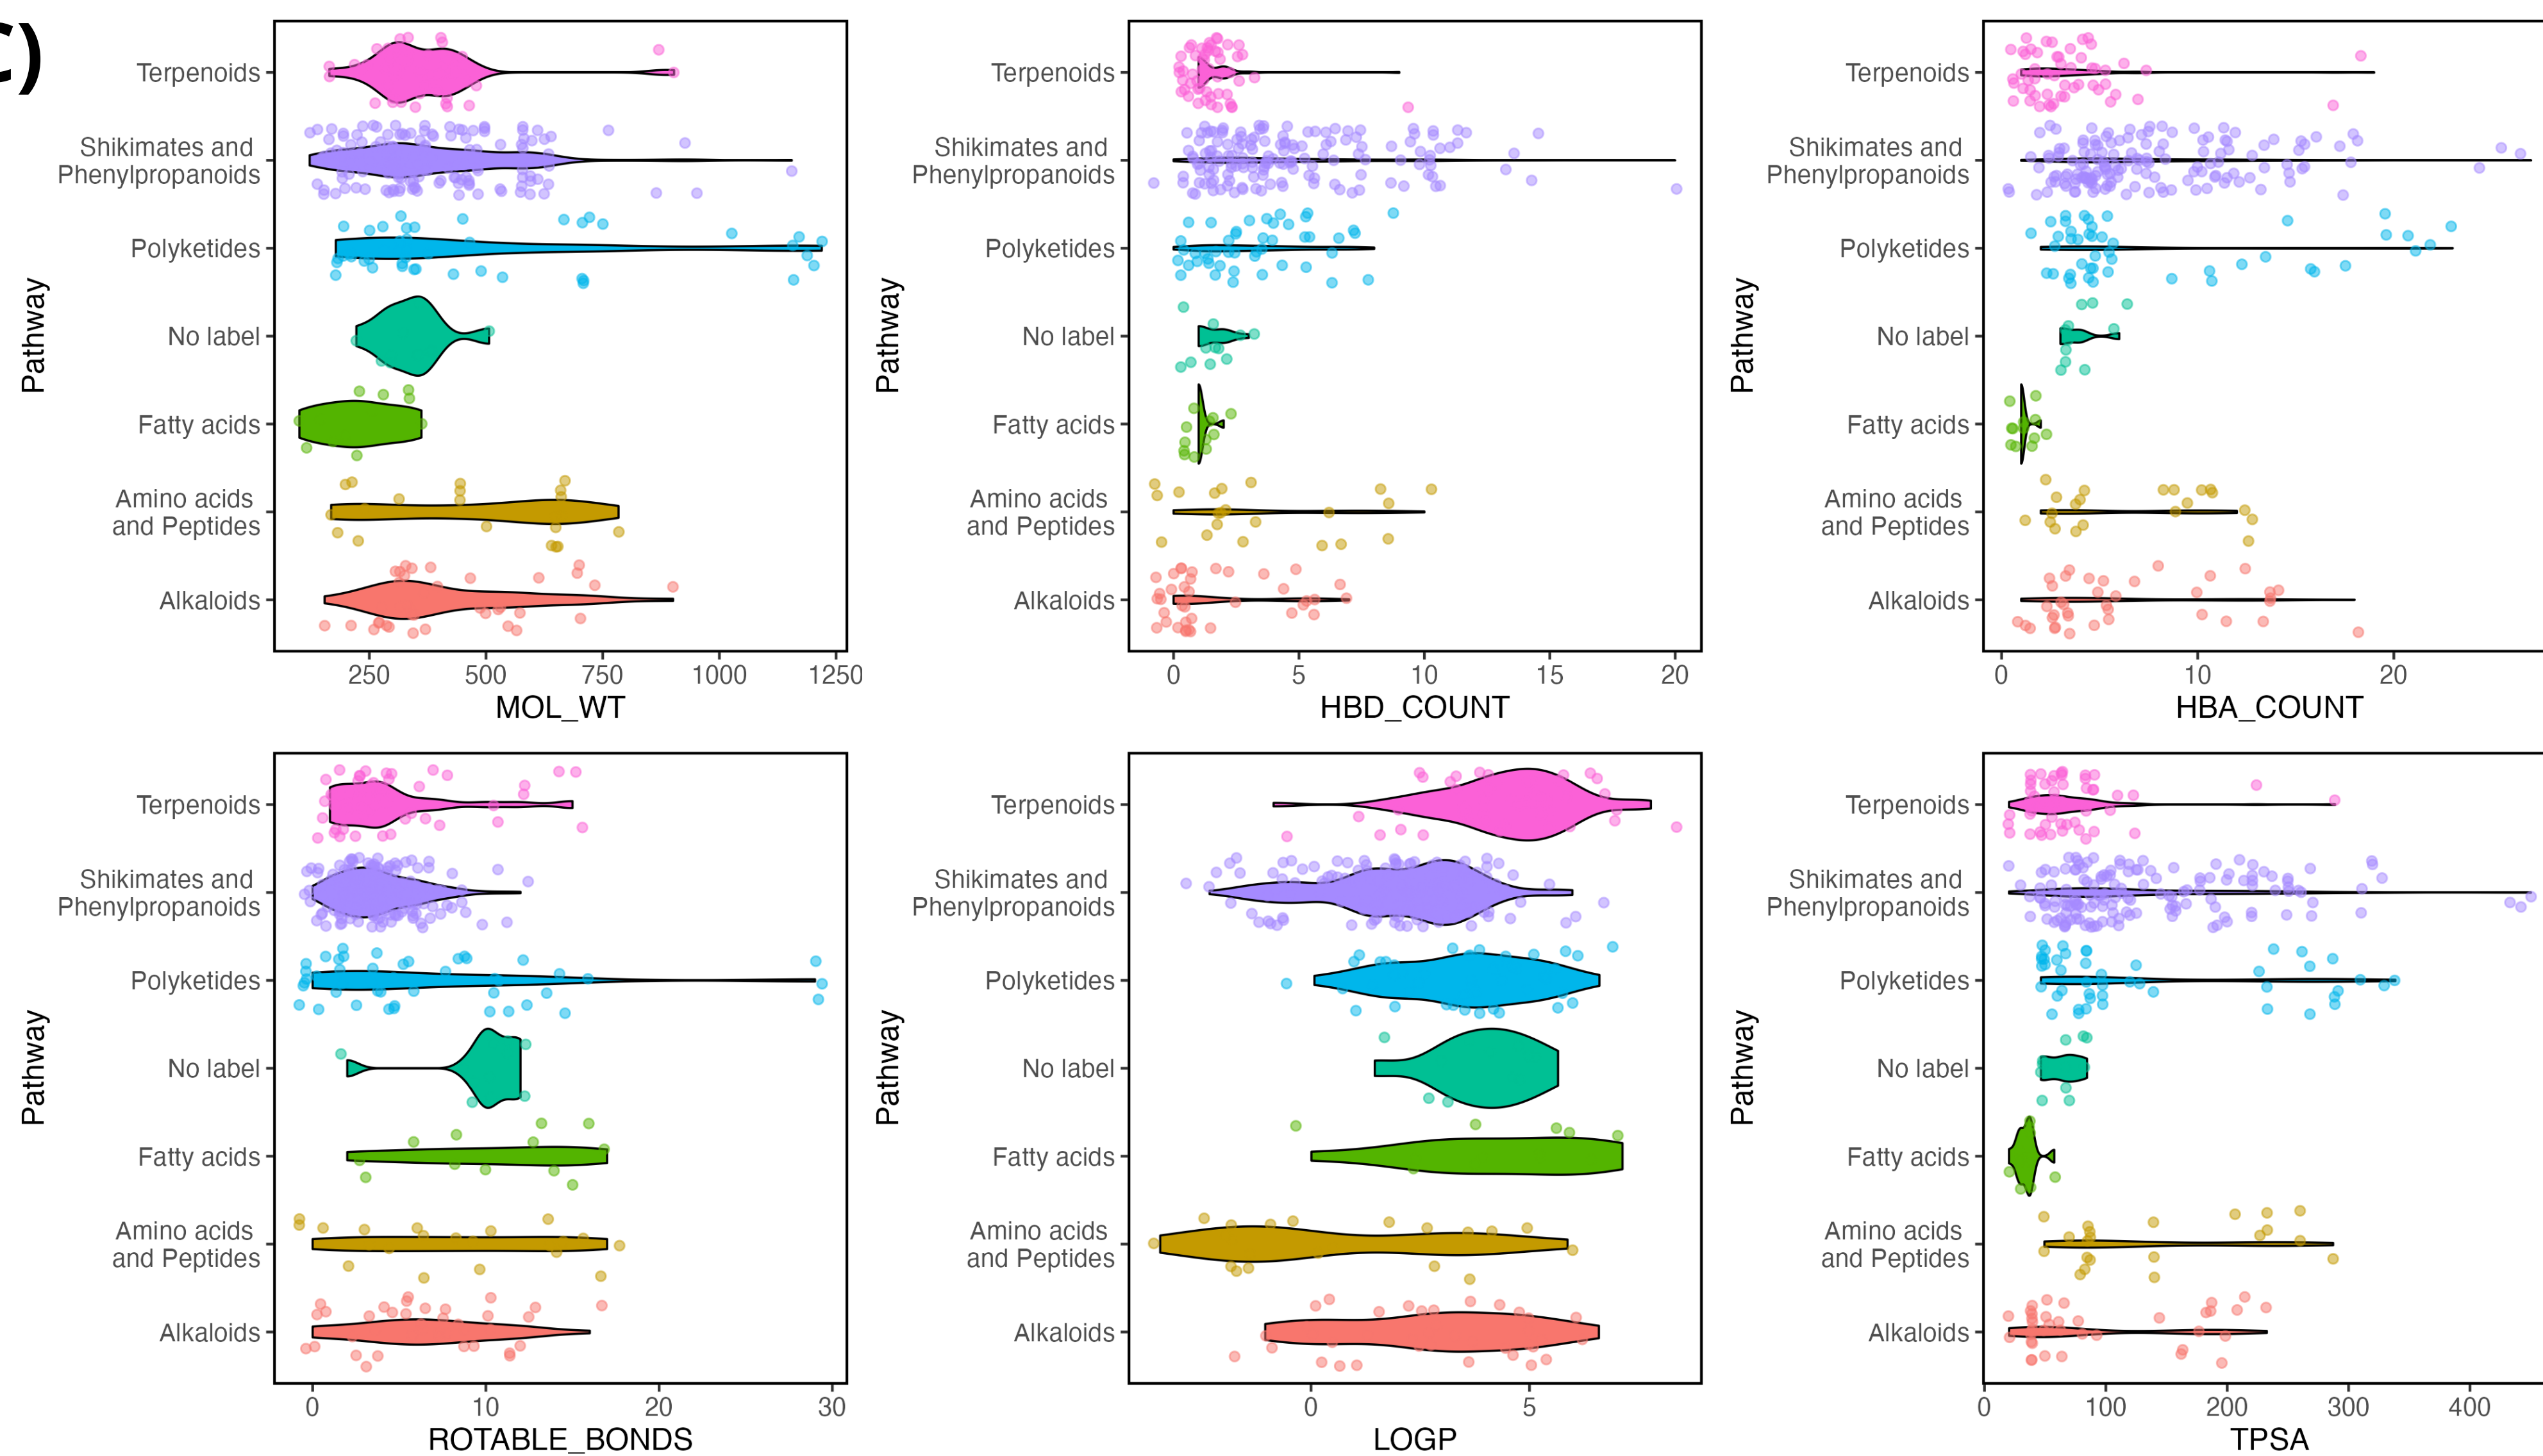 C)
Pathway
Terpenoids
Shikimates and
Phenylpropanoids
Polyketides
No label
Fatty acids
Amino acids
and Peptides
Alkaloids
250 500 750 1000 1250
MOL_WT
Pathway
Terpenoids
Shikimates and
Phenylpropanoids
Polyketides
No label
Fatty acids
Amino acids
and Peptides
Alkaloids
0 5 10 15 20
HBD_COUNT
Pathway
Terpenoids
Shikimates and
Phenylpropanoids
Polyketides
No label
Fatty acids
Amino acids
and Peptides
Alkaloids
0 10 20
HBA_COUNT
Pathway
Terpenoids
Shikimates and
Phenylpropanoids
Polyketides
No label
Fatty acids
Amino acids
and Peptides
Alkaloids
0 10 20 30
ROTABLE_BONDS
Pathway
Terpenoids
Shikimates and
Phenylpropanoids
Polyketides
No label
Fatty acids
Amino acids
and Peptides
Alkaloids
0 5
LOGP
Pathway
Terpenoids
Shikimates and
Phenylpropanoids
Polyketides
No label
Fatty acids
Amino acids
and Peptides
Alkaloids
0 100 200 300 400
TPSA